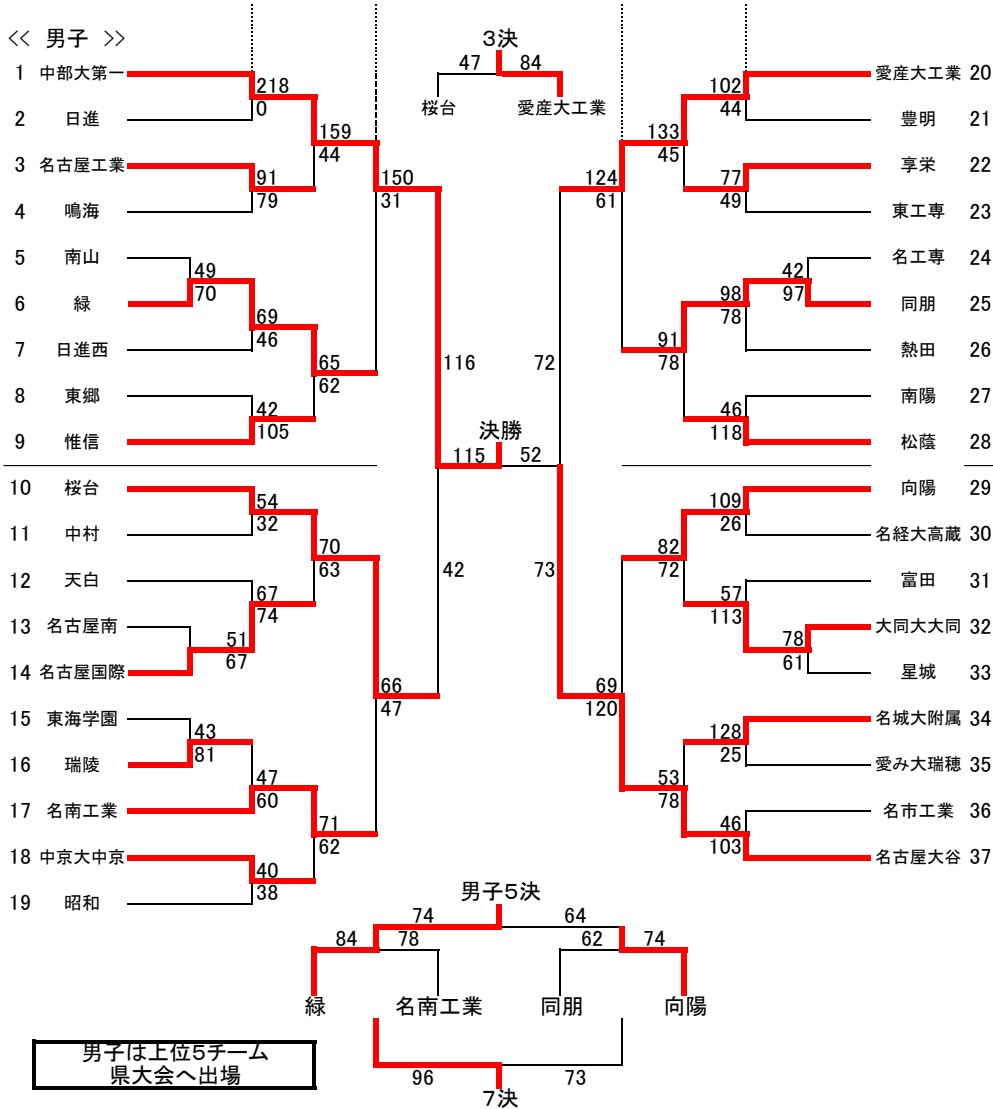 << 男子 >>
3決
47 84
桜台 愛産大工業
1 中部大第一
2 日進
3 名古屋工業
4 鳴海
5 南山
6 緑
7 日進西
8 東郷
9 惟信
10 桜台
11 中村
12 天白
13 名古屋南
14 名古屋国際
15 東海学園
16 瑞陵
17 名南工業
18 中京大中京
19 昭和
218
0
91
79
49
70
69
46
42
105
54
32
67
74
51
67
43
81
47
60
40
38
159
44
65
62
70
63
71
62
150
31
66
47
116
42
決勝
115 52
72
73
124
61
69
120
133
45
91
78
82
72
53
78
102
44
77
49
42
97
98
78
46
118
109
26
57
113
78
61
128
25
46
103
愛産大工業 20
豊明 21
享栄 22
東工専 23
名工専 24
同朋 25
熱田 26
南陽 27
松蔭 28
向陽 29
名経大高蔵 30
富田 31
大同大大同 32
星城 33
名城大附属 34
愛み大瑞穂 35
名市工業 36
名古屋大谷 37
男子5決
74 64
84 78 62 74
緑 名南工業 同朋 向陽
96 73
7決
男子は上位5チーム
県大会へ出場